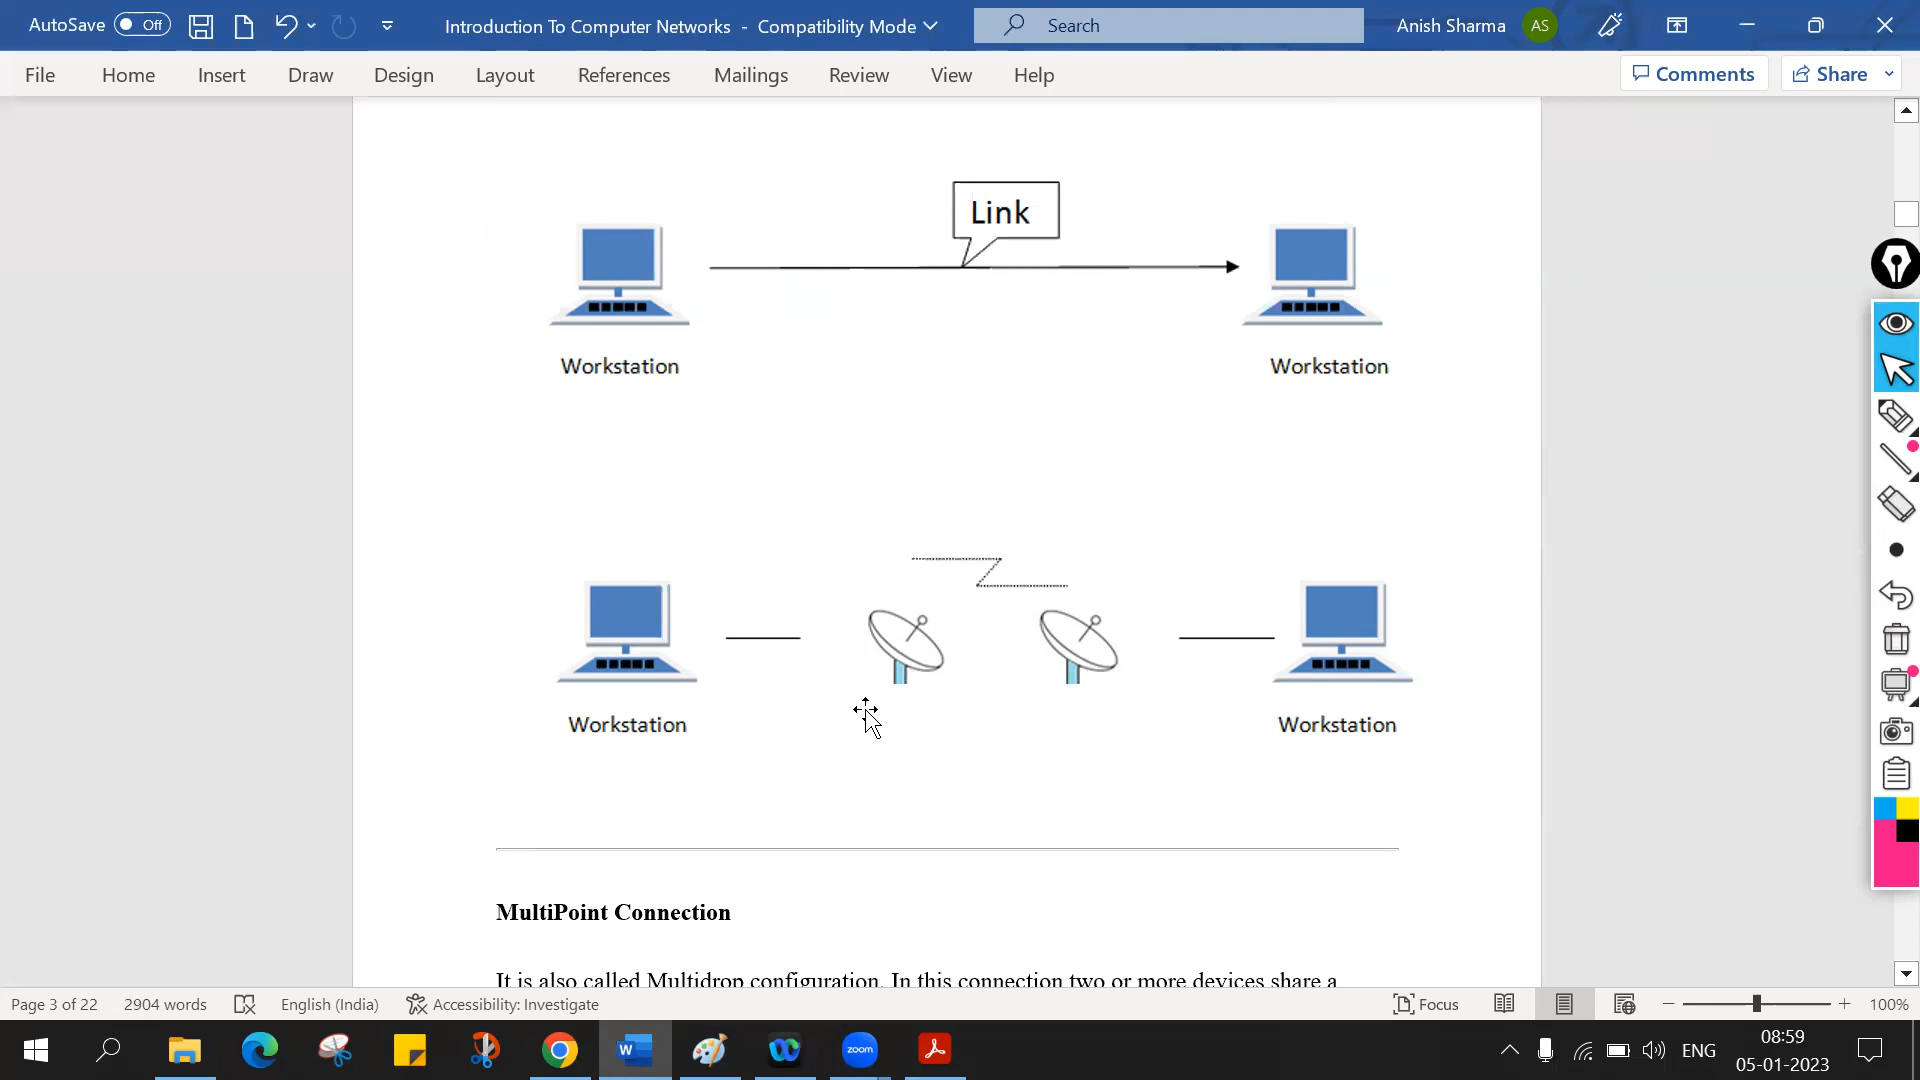 AutoSave Off Introduction To Computer Networks - Compatibility Mode Search Anish Sharma AS
File Home Insert Draw Design Layout References Mailings Review View Help Comments Share
Link
Workstation Workstation
Workstation Workstation
MultiPoint Connection
It is also called Multidrop configuration. In this connection two or more devices share a
Page 3 of 22 2904 words English (India) Accessibility: Investigate Focus 100%
W zoom ENG 08:59
05-01-2023